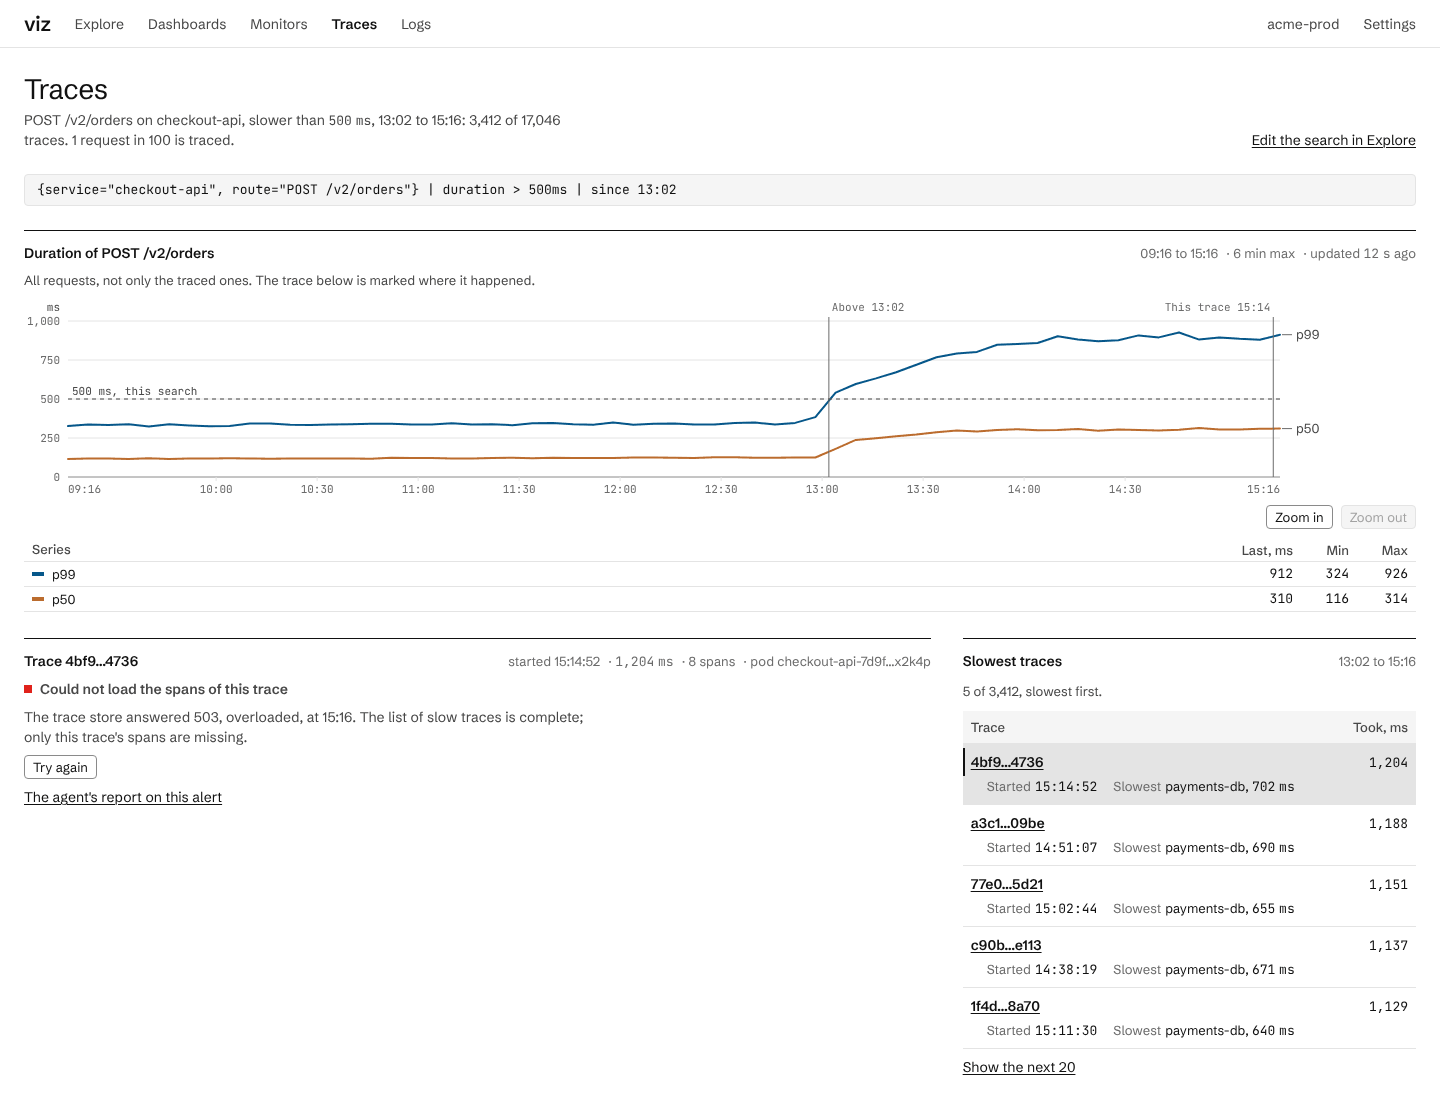 viz Explore Dashboards Monitors Traces Logs acme-prod Settings
Traces
POST /v2/orders on checkout-api, slower than 500 ms, 13:02 to 15:16: 3,412 of 17,046
traces. 1 request in 100 is traced.
Edit the search in Explore
{service="checkout-api", route="POST /v2/orders"} | duration > 500ms | since 13:02
Duration of POST /v2/orders
09:16 to 15:16 · 6 min max · updated 12 s ago
All requests, not only the traced ones. The trace below is marked where it happened.
ms
Above 13:02
This trace 15:14
1,000
p99
750
500 ms, this search
500
p50
250
0
09:16 10:00 10:30 11:00 11:30 12:00 12:30 13:00 13:30 14:00 14:30 15:16
Zoom in Zoom out
Series Last, ms Min Max
p99 912 324 926
p50 310 116 314
Trace 4bf9…4736
started 15:14:52 · 1,204 ms · 8 spans · pod checkout-api-7d9f…x2k4p
Could not load the spans of this trace
The trace store answered 503, overloaded, at 15:16. The list of slow traces is complete;
only this trace's spans are missing.
Try again
The agent's report on this alert
Slowest traces
13:02 to 15:16
5 of 3,412, slowest first.
Trace Took, ms
4bf9…4736 1,204
Started 15:14:52 Slowest payments-db, 702 ms
a3c1…09be 1,188
Started 14:51:07 Slowest payments-db, 690 ms
77e0…5d21 1,151
Started 15:02:44 Slowest payments-db, 655 ms
c90b…e113 1,137
Started 14:38:19 Slowest payments-db, 671 ms
1f4d…8a70 1,129
Started 15:11:30 Slowest payments-db, 640 ms
Show the next 20